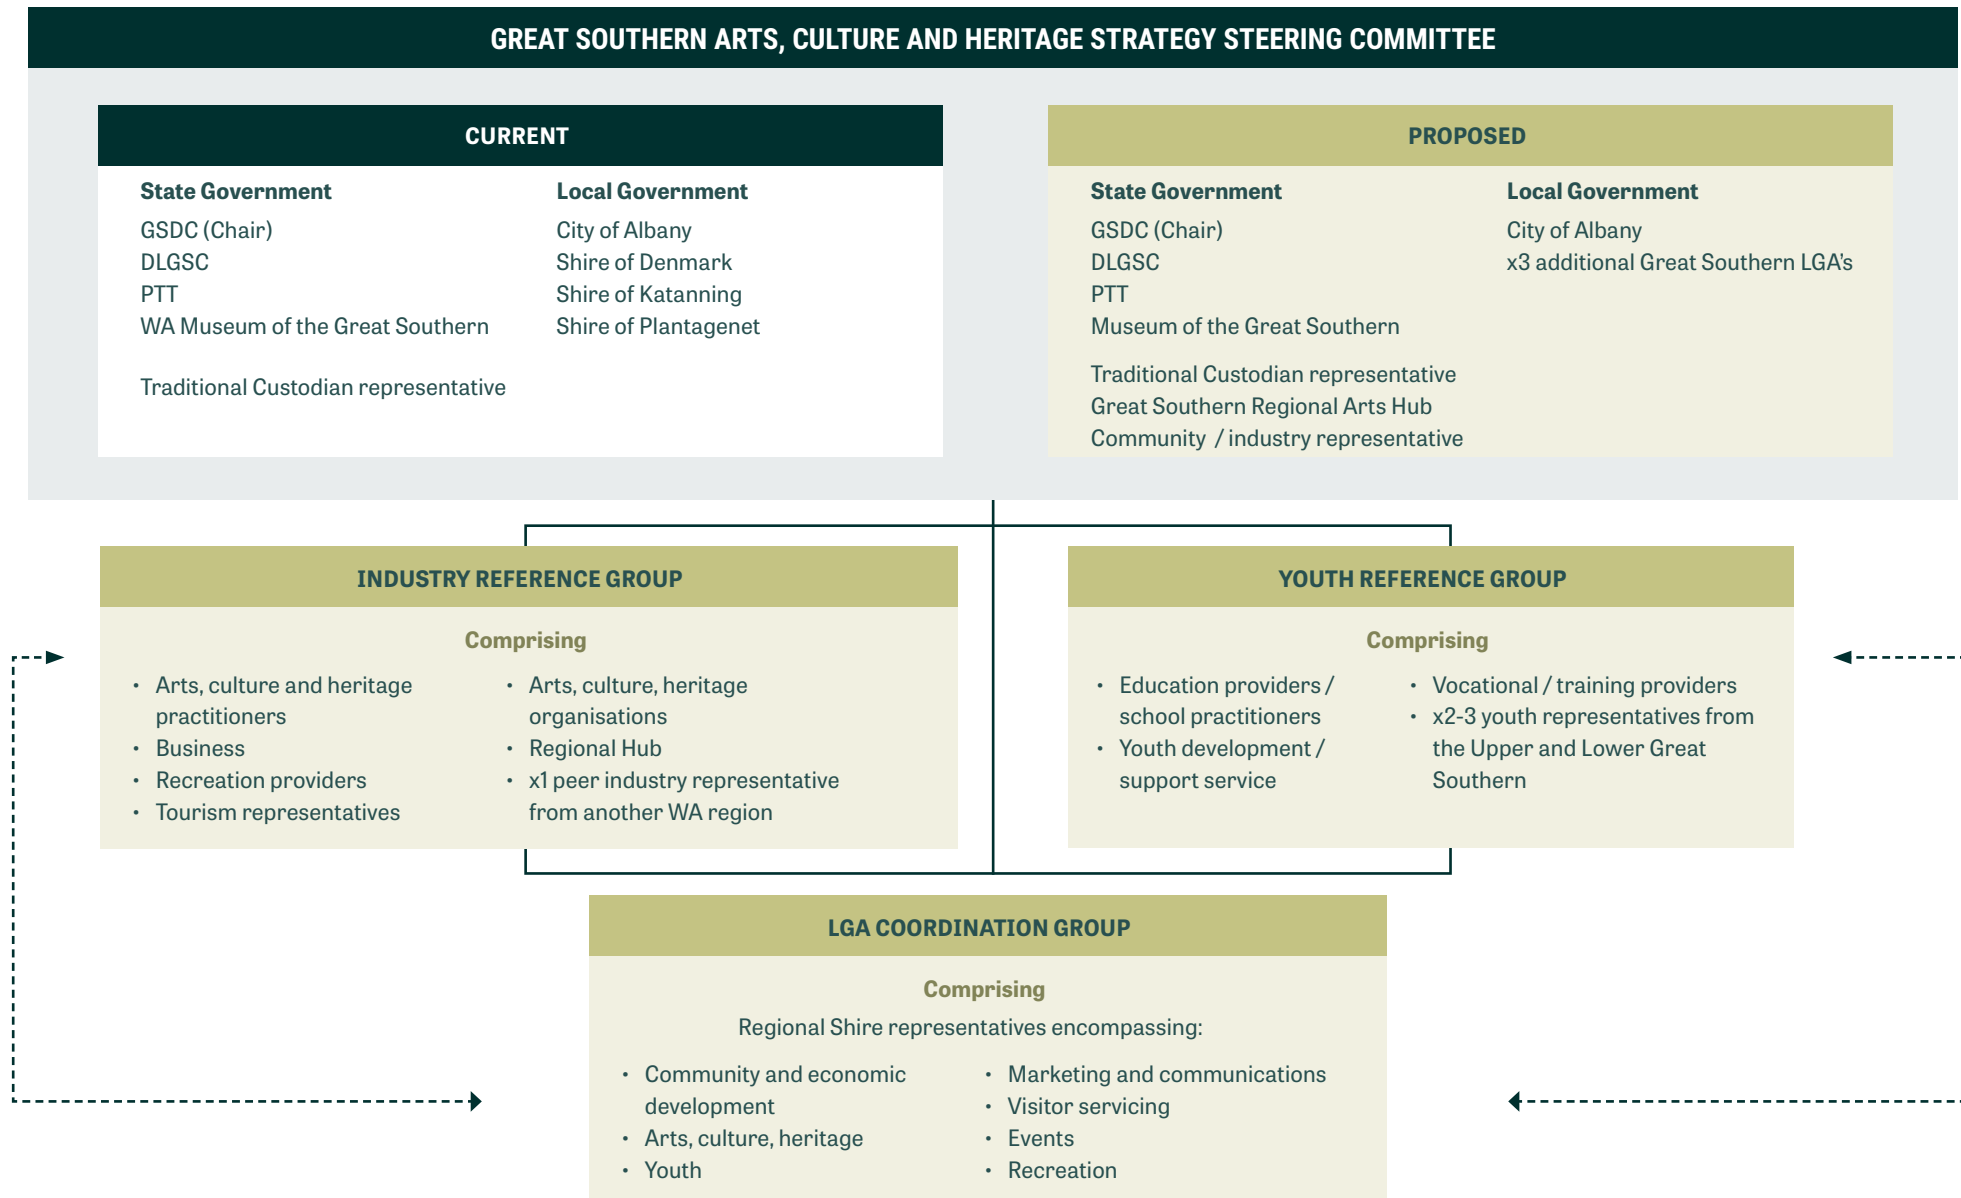 GREAT SOUTHERN ARTS, CULTURE AND HERITAGE STRATEGY STEERING COMMITTEE
CURRENT
State Government
GSDC (Chair)
DLGSC
PTT
WA Museum of the Great Southern
Traditional Custodian representative
Local Government
City of Albany
Shire of Denmark
Shire of Katanning
Shire of Plantagenet
PROPOSED
State Government
GSDC (Chair)
DLGSC
PTT
Museum of the Great Southern
Traditional Custodian representative
Great Southern Regional Arts Hub
Community / industry representative
Local Government
City of Albany
x3 additional Great Southern LGA's
INDUSTRY REFERENCE GROUP
Comprising
• Arts, culture and heritage
practitioners
• Business
• Recreation providers
• Tourism representatives
• Arts, culture, heritage
organisations
• Regional Hub
• x1 peer industry representative
from another WA region
YOUTH REFERENCE GROUP
Comprising
• Education providers /
school practitioners
• Youth development /
support service
• Vocational / training providers
• x2-3 youth representatives from
the Upper and Lower Great
Southern
LGA COORDINATION GROUP
Comprising
Regional Shire representatives encompassing:
• Community and economic
development
• Arts, culture, heritage
• Youth
• Marketing and communications
• Visitor servicing
• Events
• Recreation